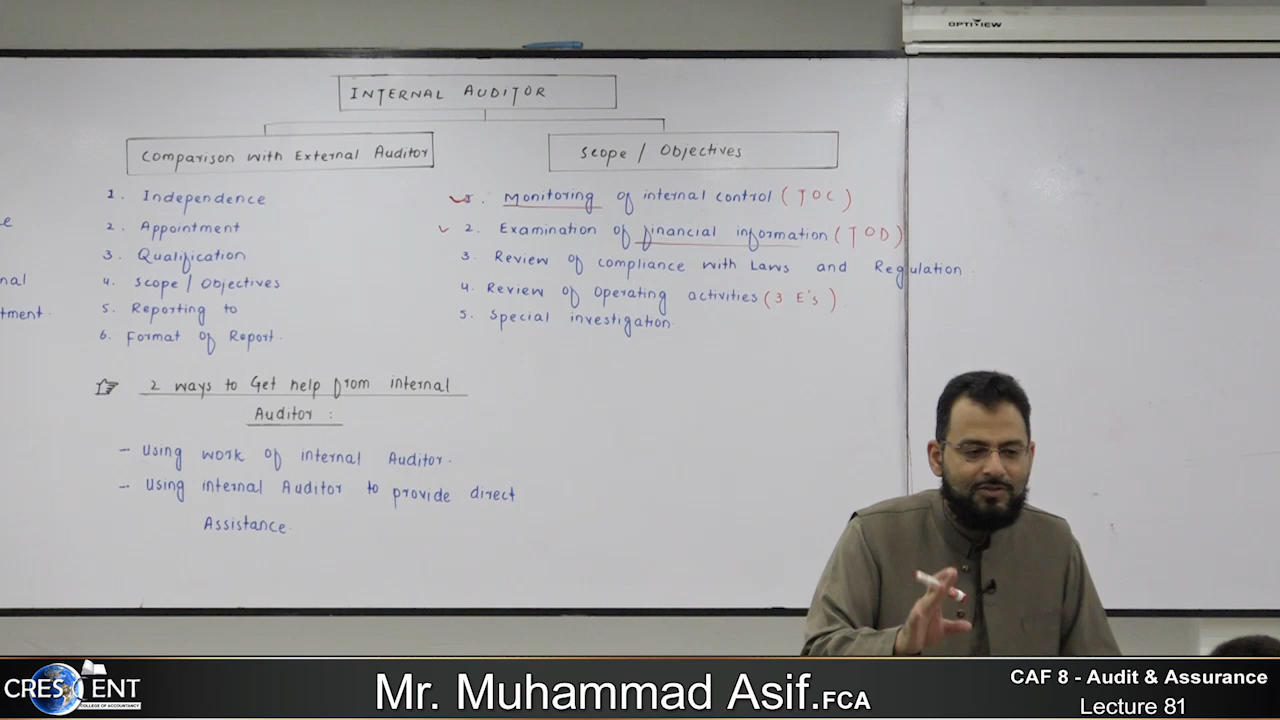 OPTIVIEW
INTERNAL AUDITOR
Comparison with External Auditor
1. Independence
2. Appointment
3. Qualification
4. Scope / Objectives
5. Reporting to
6. Format of Report.
Scope / Objectives
1. Monitoring of internal control (TOC)
2. Examination of financial information (TOD)
3. Review of compliance with Laws and Regulation.
4. Review of Operating activities (3 E's)
5. Special investigation.
2 ways to Get help from internal
Auditor :
- Using work of internal Auditor.
- Using internal Auditor to provide direct
Assistance.
e
nal
tment.
CRESCENT
COLLEGE OF ACCOUNTANCY
Mr. Muhammad Asif.FCA
CAF 8 - Audit & Assurance
Lecture 81